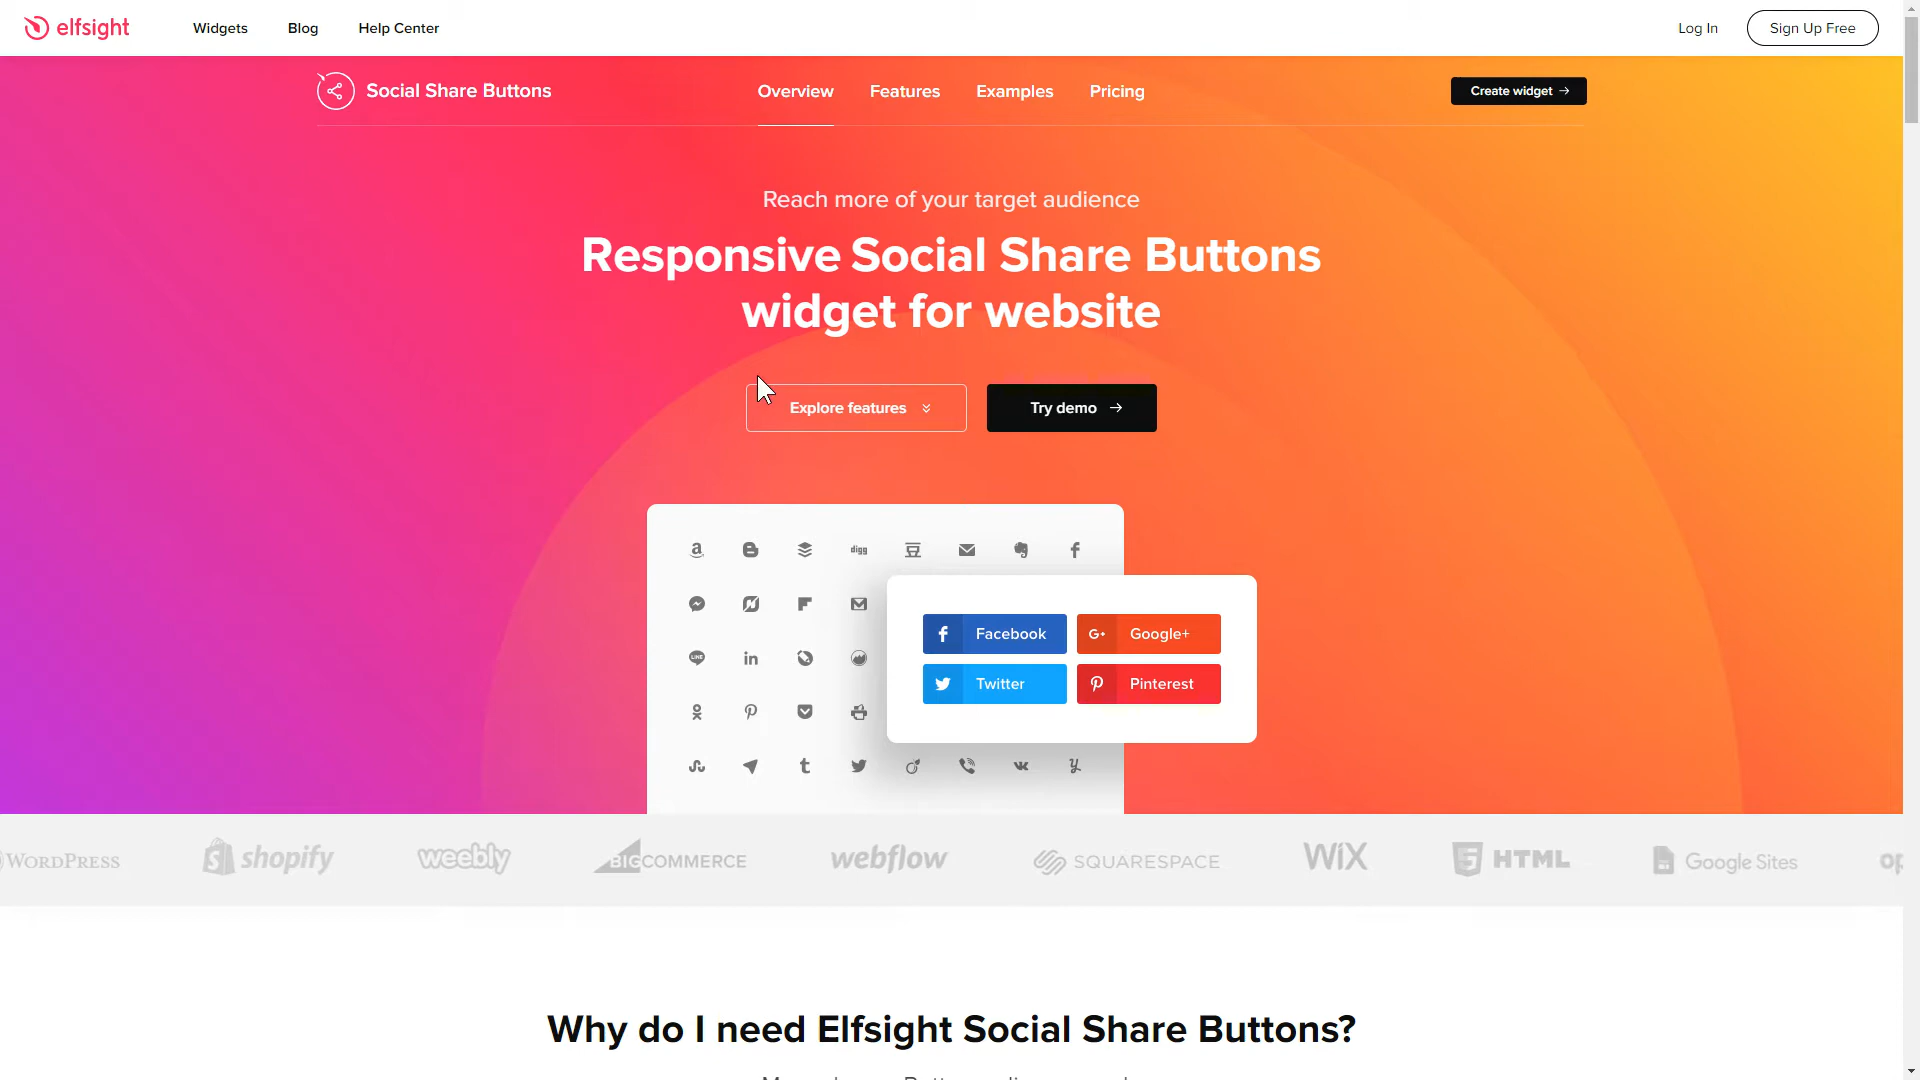 elfsight
Widgets
Blog
Help Center
Log In
Sign Up Free
Social Share Buttons
Overview
Features
Examples
Pricing
Create widget
Reach more of your target audience
Responsive Social Share Buttons
widget for website
Explore features
Try demo
digg
LINE
Facebook
G+ Google+
Twitter
Pinterest
WORDPRESS
shopify
weebly
BIGCOMMERCE
webflow
SQUARESPACE
WiX
HTML
Google Sites
Why do I need Elfsight Social Share Buttons?